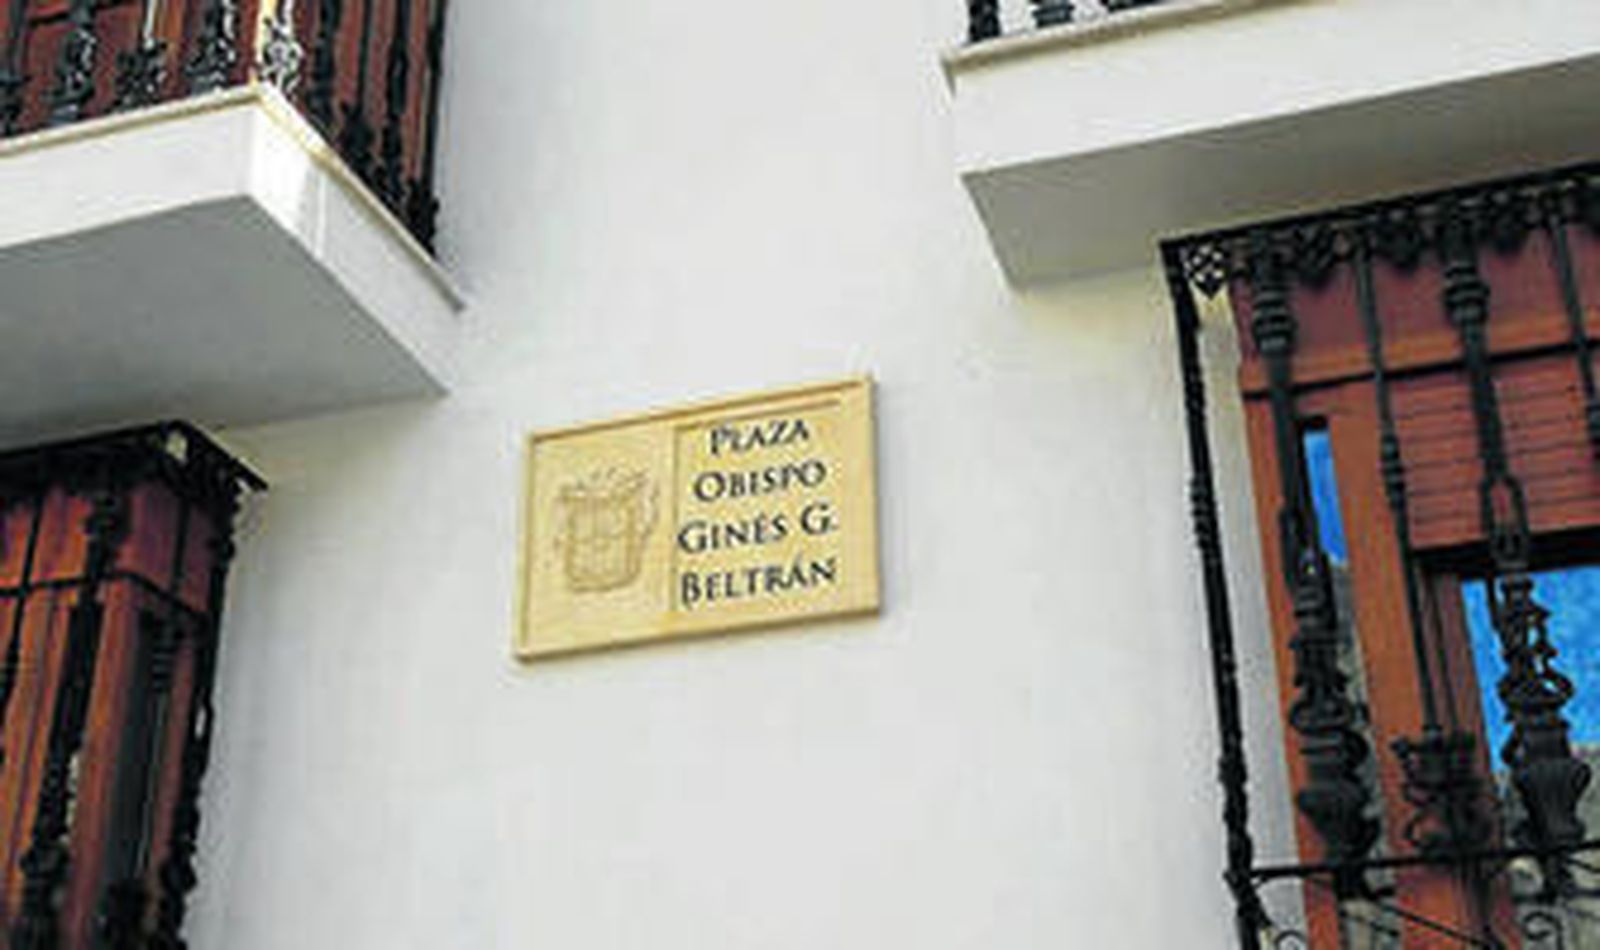 PLAZA
OBISPO
GINÉS G.
BELTRÁN